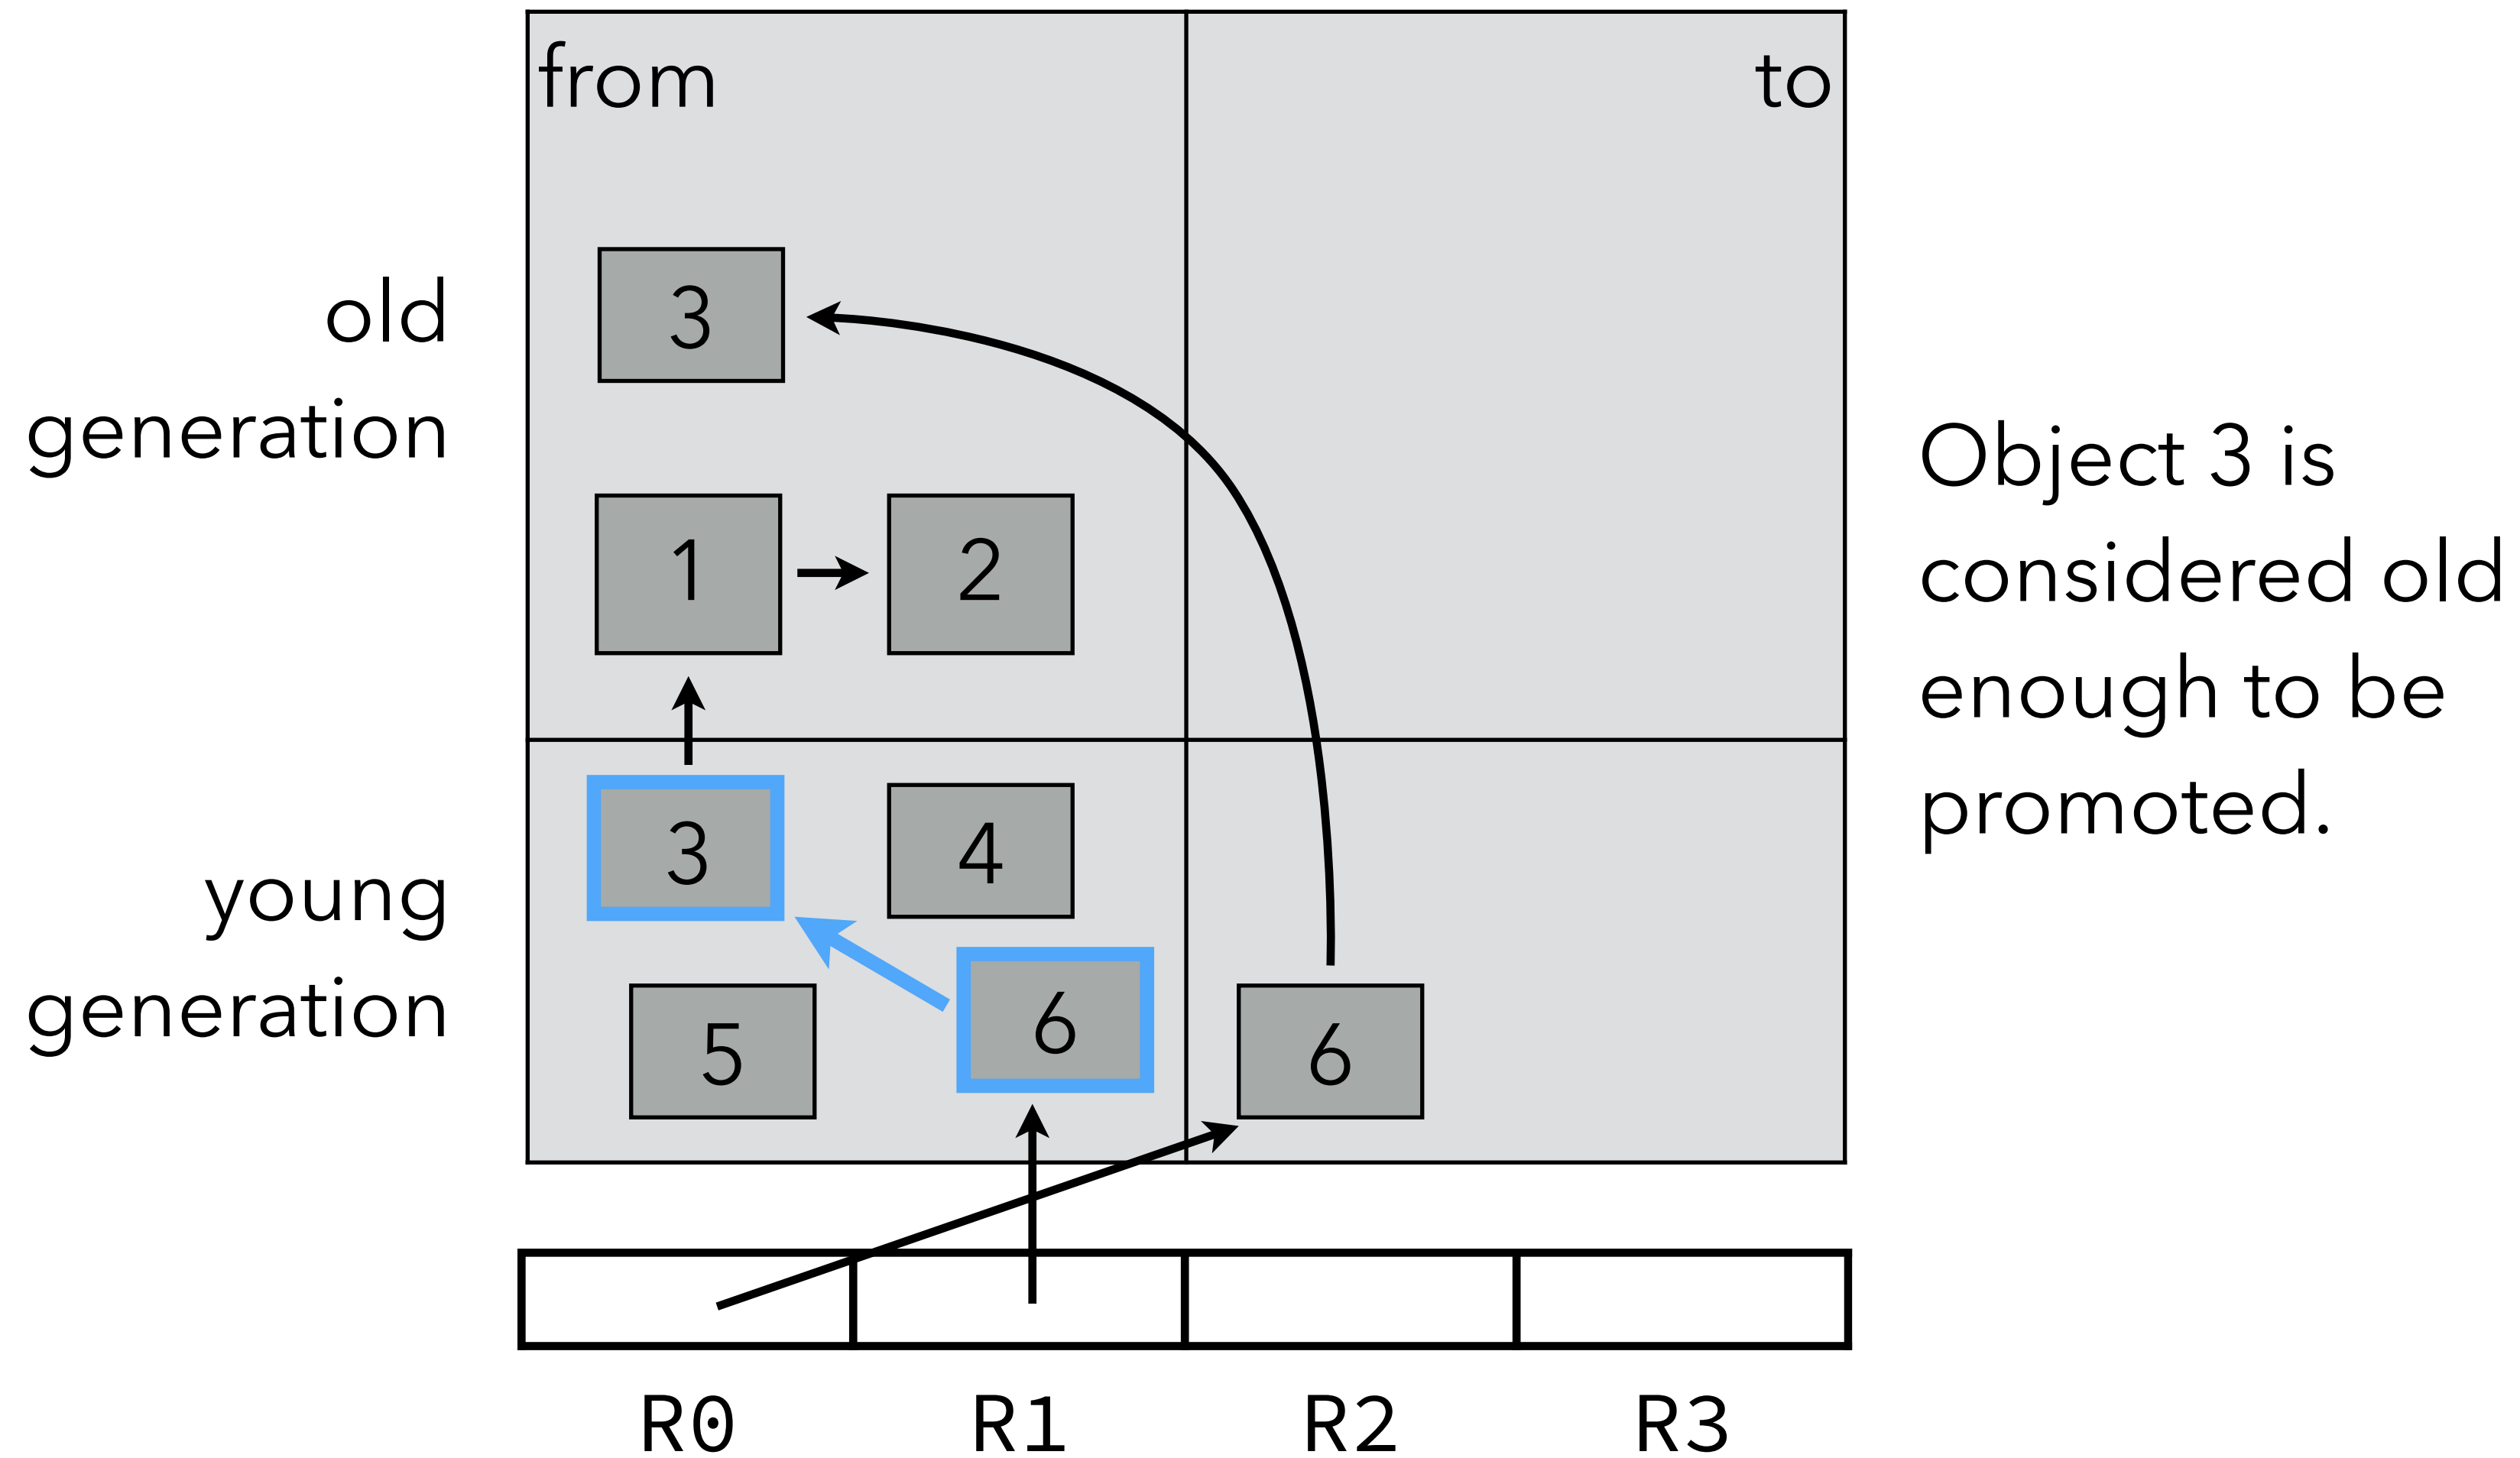 from
to
old
generation
3
1
2
Object 3 is
considered old
enough to be
promoted.
young
generation
3
4
5
6
6
R0
R1
R2
R3